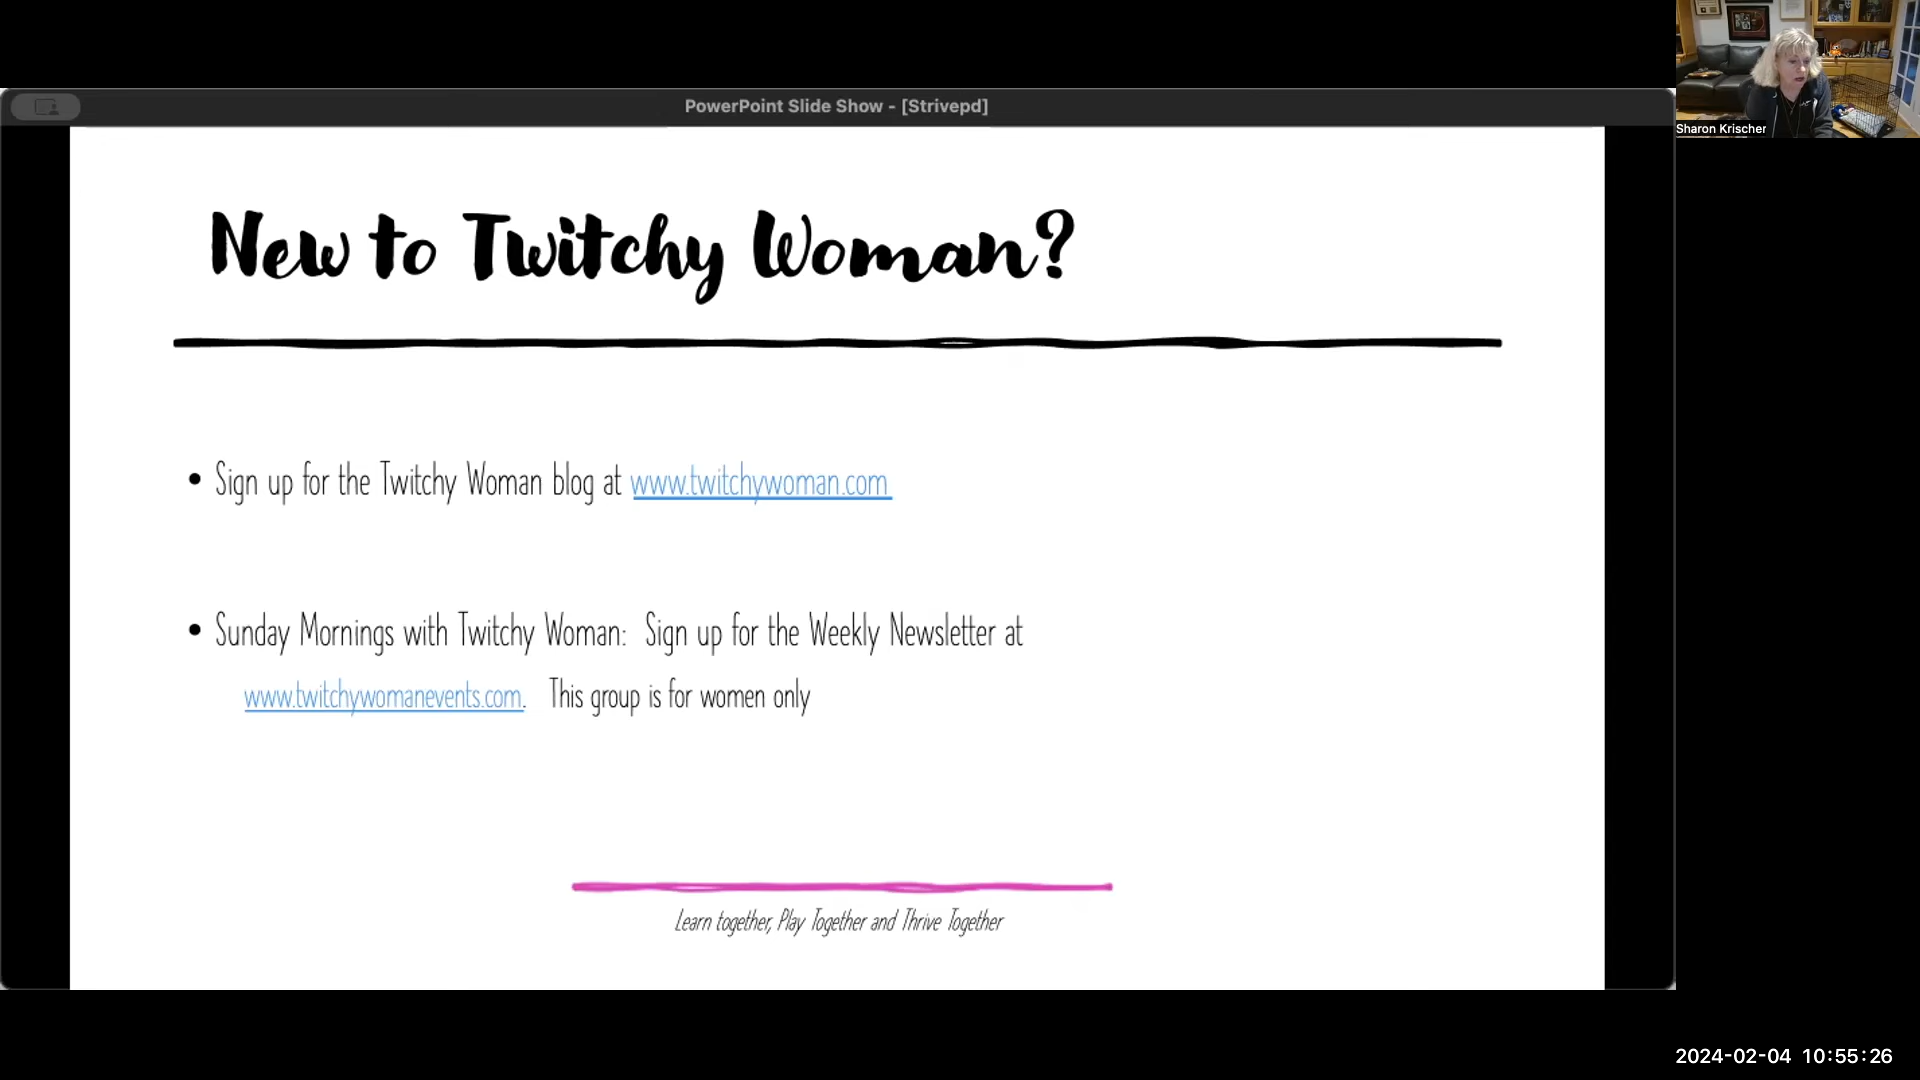 PowerPoint Slide Show - [Strivepd]
Sharon Krischer
New to Twitchy Woman?
• Sign up for the Twitchy Woman blog at www.twitchywoman.com
• Sunday Mornings with Twitchy Woman: Sign up for the Weekly Newsletter at
www.twitchywomanevents.com. This group is for women only
Learn together, Play Together and Thrive Together
2024-02-04 10:55:26